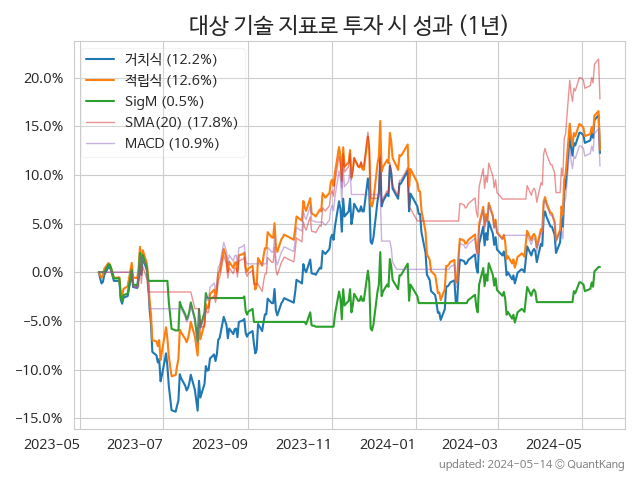 대상 기술 지표로 투자 시 성과 (1년)
거치식 (12.2%)
적립식 (12.6%)
SigM (0.5%)
SMA(20) (17.8%)
MACD (10.9%)
20.0%
15.0%
10.0%
5.0%
0.0%
−5.0%
−10.0%
−15.0%
2023-05 2023-07 2023-09 2023-11 2024-01 2024-03 2024-05
updated: 2024-05-14 © QuantKang